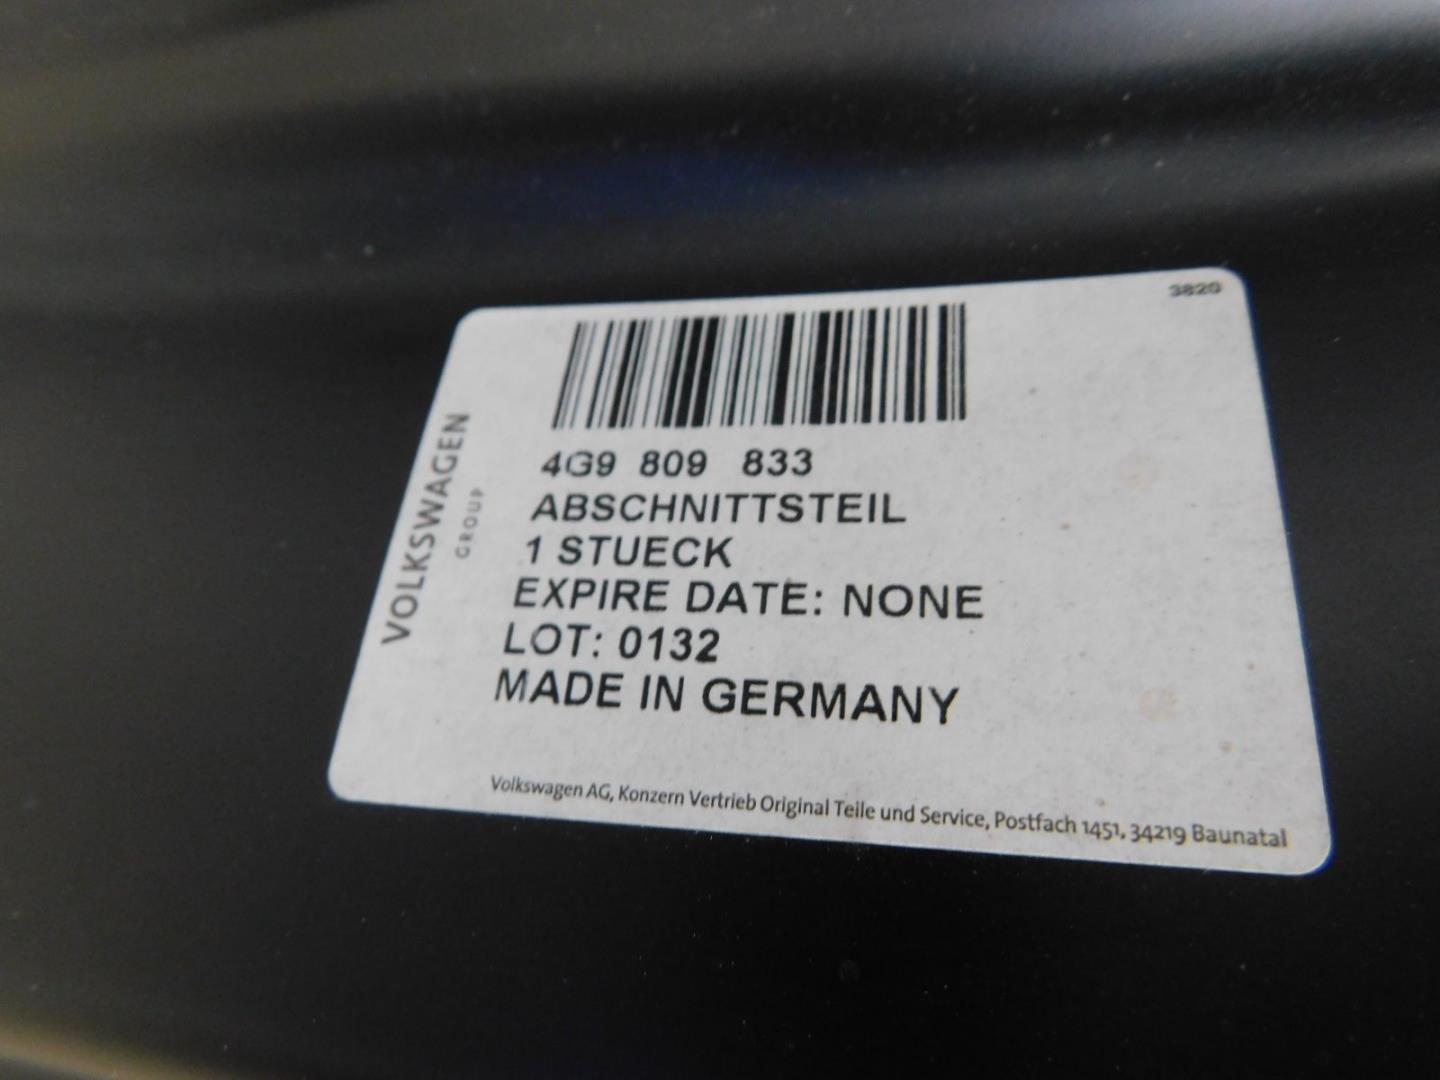 3820
4G9 809 833
ABSCHNITTSTEIL
1 STUECK
EXPIRE DATE: NONE
LOT: 0132
MADE IN GERMANY
VOLKSWAGEN
GROUP
Volkswagen AG, Konzern Vertrieb Original Teile und Service, Postfach 1451, 34219 Baunatal